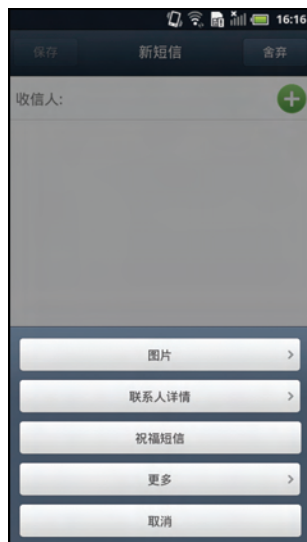 16:16
保存 新短信 舍弃
收信人:
图片
联系人详情
祝福短信
更多
取消